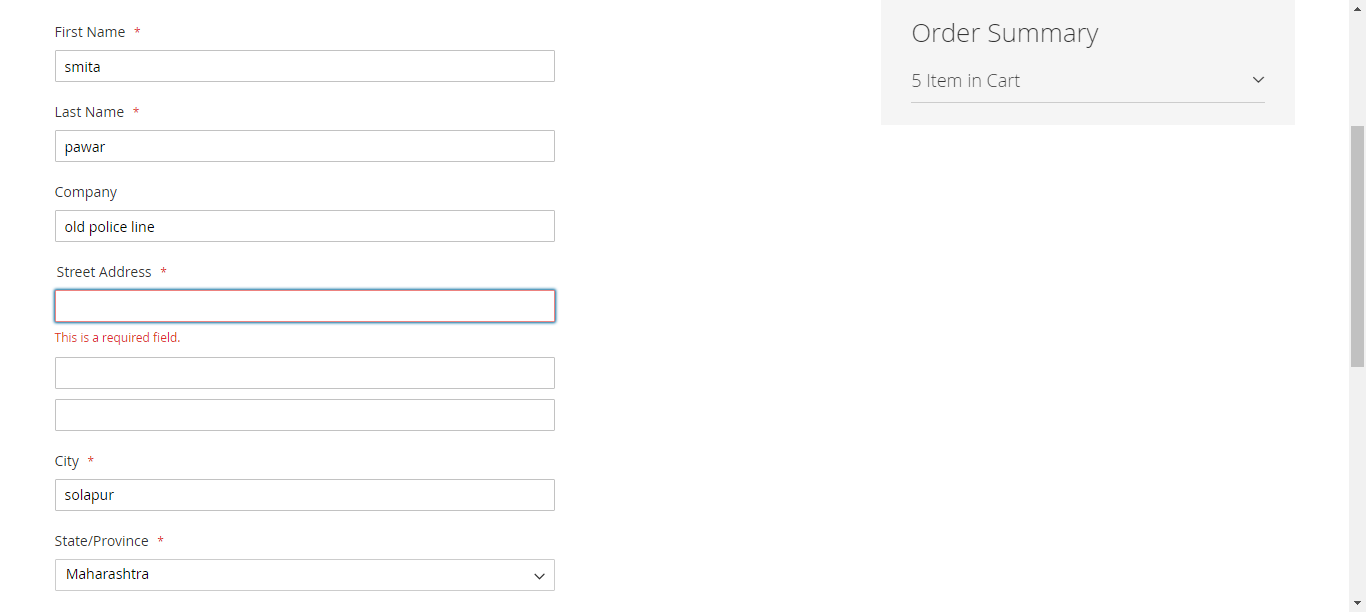 First Name *
smita
Last Name *
pawar
Company
old police line
Street Address *
This is a required field.
City *
solapur
State/Province *
Maharashtra
Order Summary
5 Item in Cart